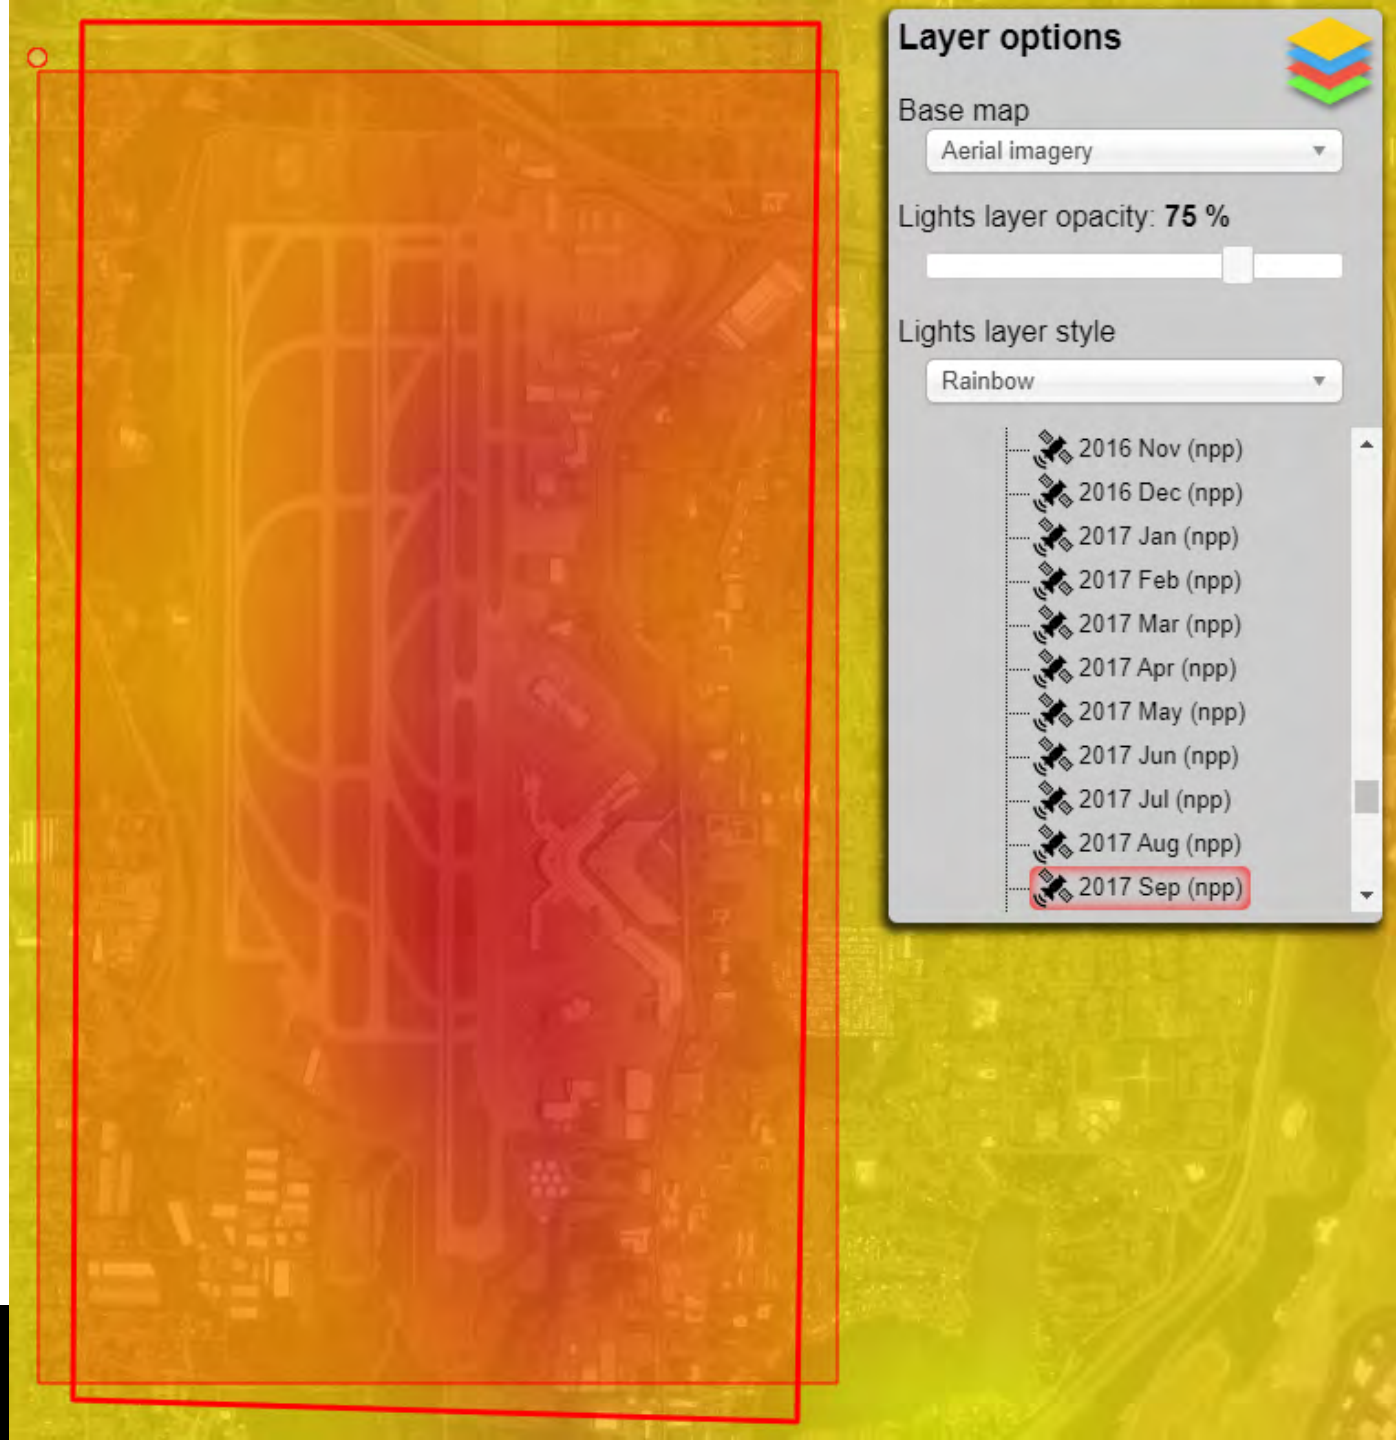 Layer options
Base map
Aerial imagery
Lights layer opacity: 75 %
Lights layer style
Rainbow
2016 Nov (npp)
2016 Dec (npp)
2017 Jan (npp)
2017 Feb (npp)
2017 Mar (npp)
2017 Apr (npp)
2017 May (npp)
2017 Jun (npp)
2017 Jul (npp)
2017 Aug (npp)
2017 Sep (npp)